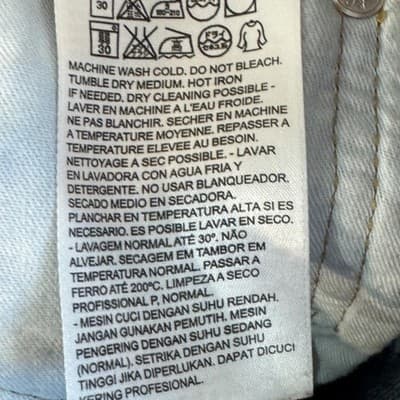 30
180-210
30
MACHINE WASH COLD. DO NOT BLEACH.
TUMBLE DRY MEDIUM. HOT IRON
IF NEEDED. DRY CLEANING POSSIBLE -
LAVER EN MACHINE A L'EAU FROIDE.
NE PAS BLANCHIR. SECHER EN MACHINE
A TEMPERATURE MOYENNE. REPASSER A
TEMPERATURE ELEVEE AU BESOIN.
NETTOYAGE A SEC POSSIBLE. - LAVAR
EN LAVADORA CON AGUA FRIA Y
DETERGENTE. NO USAR BLANQUEADOR.
SECADO MEDIO EN SECADORA.
PLANCHAR EN TEMPERATURA ALTA SI ES
NECESARIO. ES POSIBLE LAVAR EN SECO.
- LAVAGEM NORMAL ATÉ 30º. NÃO
ALVEJAR. SECAGEM EM TAMBOR EM
TEMPERATURA NORMAL. PASSAR A
FERRO ATÉ 200ºC. LIMPEZA A SECO
PROFISSIONAL P, NORMAL.
- MESIN CUCI DENGAN SUHU RENDAH.
JANGAN GUNAKAN PEMUTIH. MESIN
PENGERING DENGAN SUHU SEDANG
(NORMAL), SETRIKA DENGAN SUHU
TINGGI JIKA DIPERLUKAN. DAPAT DICUCI
KERING PROFESIONAL.